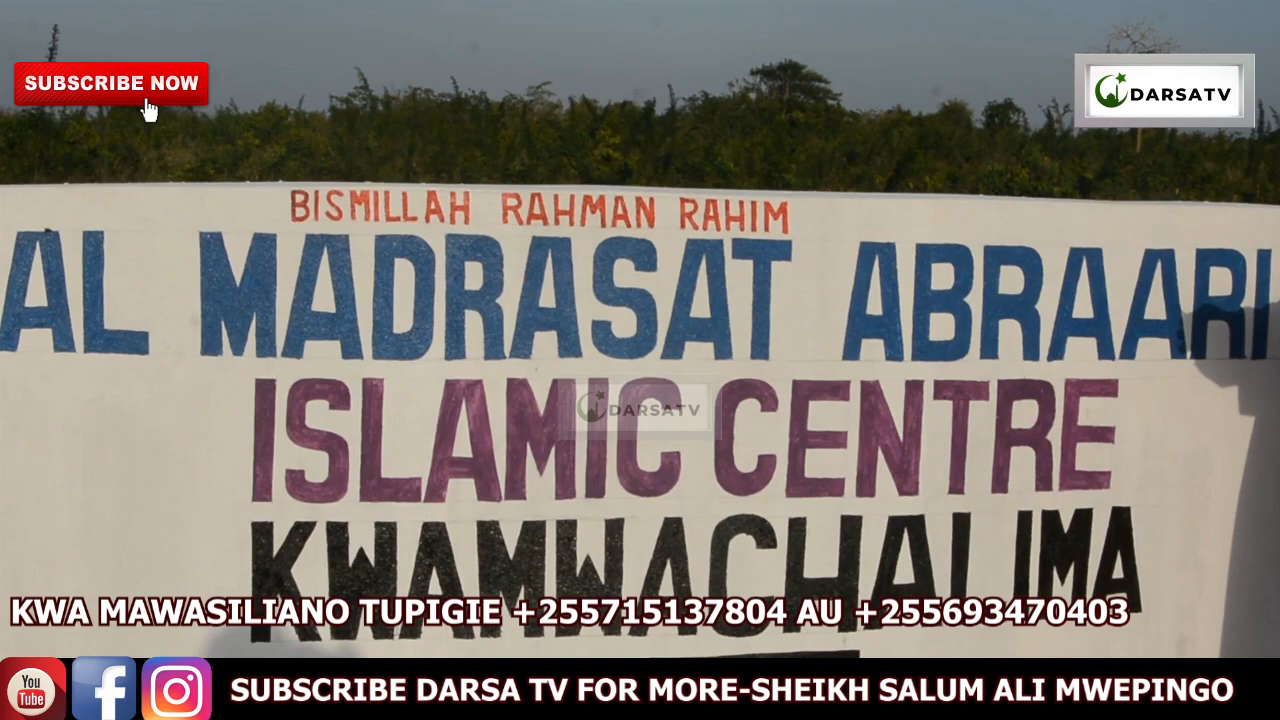 SUBSCRIBE NOW
DARSATV
BISMILLAH RAHMAN RAHIM
AL MADRASAT ABRAARI
ISLAMIC CENTRE
DARSATV
KWAMWACHALIMA
KWA MAWASILIANO TUPIGIE +255715137804 AU +255693470403
You
Tube
SUBSCRIBE DARSA TV FOR MORE-SHEIKH SALUM ALI MWEPINGO